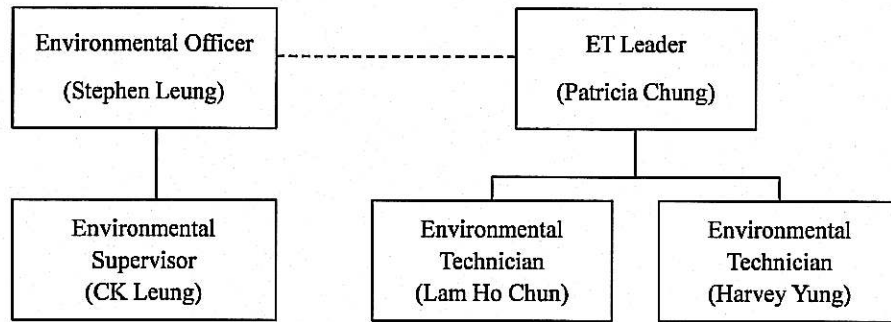 Environmental Officer
(Stephen Leung)
ET Leader
(Patricia Chung)
Environmental
Supervisor
(CK Leung)
Environmental
Technician
(Lam Ho Chun)
Environmental
Technician
(Harvey Yung)